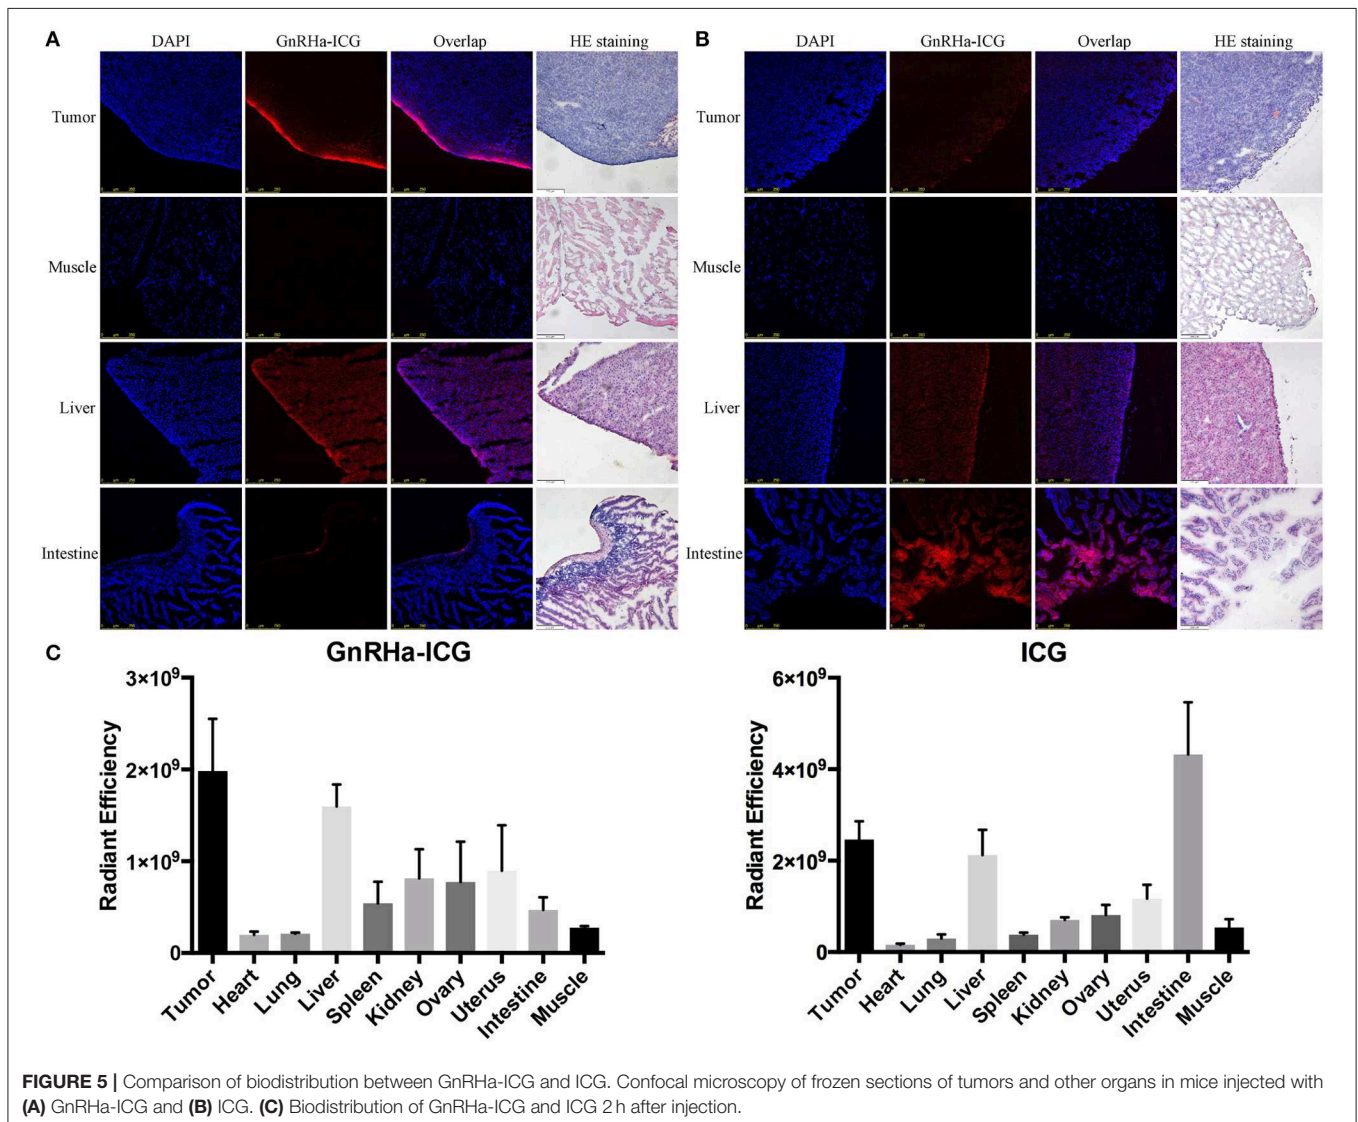 A
DAPI GnRHa-ICG Overlap HE staining
Tumor
Muscle
Liver
Intestine
B
DAPI GnRHa-ICG Overlap HE staining
Tumor
Muscle
Liver
Intestine
C
GnRHa-ICG
Radiant Efficiency
3×10⁹
2×10⁹
1×10⁹
0
Tumor Heart Lung Liver Spleen Kidney Ovary Uterus Intestine Muscle
ICG
Radiant Efficiency
6×10⁹
4×10⁹
2×10⁹
0
Tumor Heart Lung Liver Spleen Kidney Ovary Uterus Intestine Muscle
FIGURE 5 | Comparison of biodistribution between GnRHa-ICG and ICG. Confocal microscopy of frozen sections of tumors and other organs in mice injected with
(A) GnRHa-ICG and (B) ICG. (C) Biodistribution of GnRHa-ICG and ICG 2 h after injection.